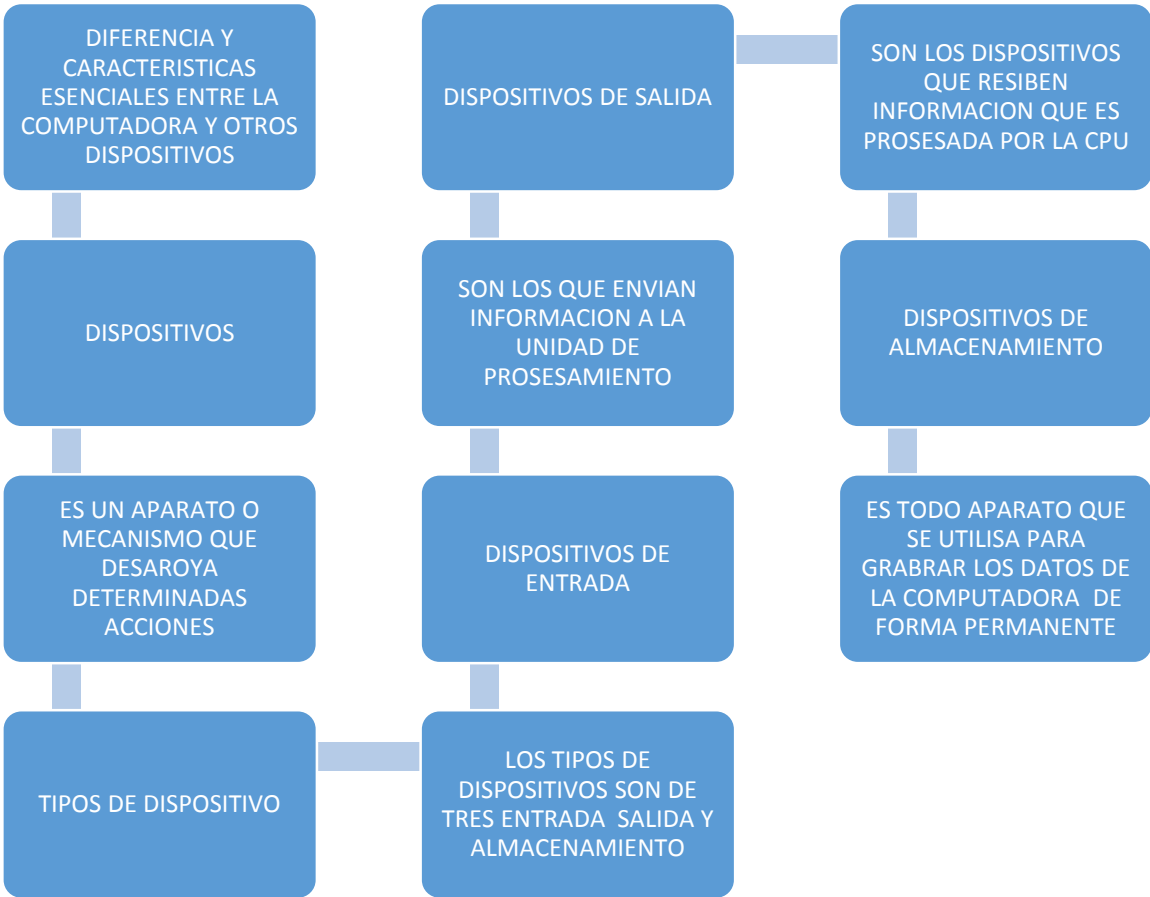 DIFERENCIA Y
CARACTERISTICAS
ESENCIALES ENTRE LA
COMPUTADORA Y OTROS
DISPOSITIVOS
DISPOSITIVOS
ES UN APARATO O
MECANISMO QUE
DESAROYA
DETERMINADAS
ACCIONES
TIPOS DE DISPOSITIVO
LOS TIPOS DE
DISPOSITIVOS SON DE
TRES ENTRADA  SALIDA Y
ALMACENAMIENTO
DISPOSITIVOS DE
ENTRADA
SON LOS QUE ENVIAN
INFORMACION A LA
UNIDAD DE
PROSESAMIENTO
DISPOSITIVOS DE SALIDA
SON LOS DISPOSITIVOS
QUE RESIBEN
INFORMACION QUE ES
PROSESADA POR LA CPU
DISPOSITIVOS DE
ALMACENAMIENTO
ES TODO APARATO QUE
SE UTILISA PARA
GRABRAR LOS DATOS DE
LA COMPUTADORA  DE
FORMA PERMANENTE